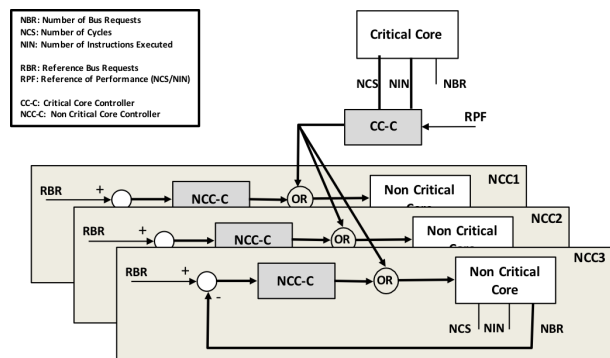 NBR: Number of Bus Requests
NCS: Number of Cycles
NIN: Number of Instructions Executed
RBR: Reference Bus Requests
RPF: Reference of Performance (NCS/NIN)
CC-C: Critical Core Controller
NCC-C: Non Critical Core Controller
Critical Core
NCS NIN NBR
CC-C
RPF
NCC1
RBR + NCC-C OR Non Critical
NCC2
RBR + NCC-C OR Non Critical
NCC3
RBR + - NCC-C OR Non Critical
Core
NCS NIN NBR